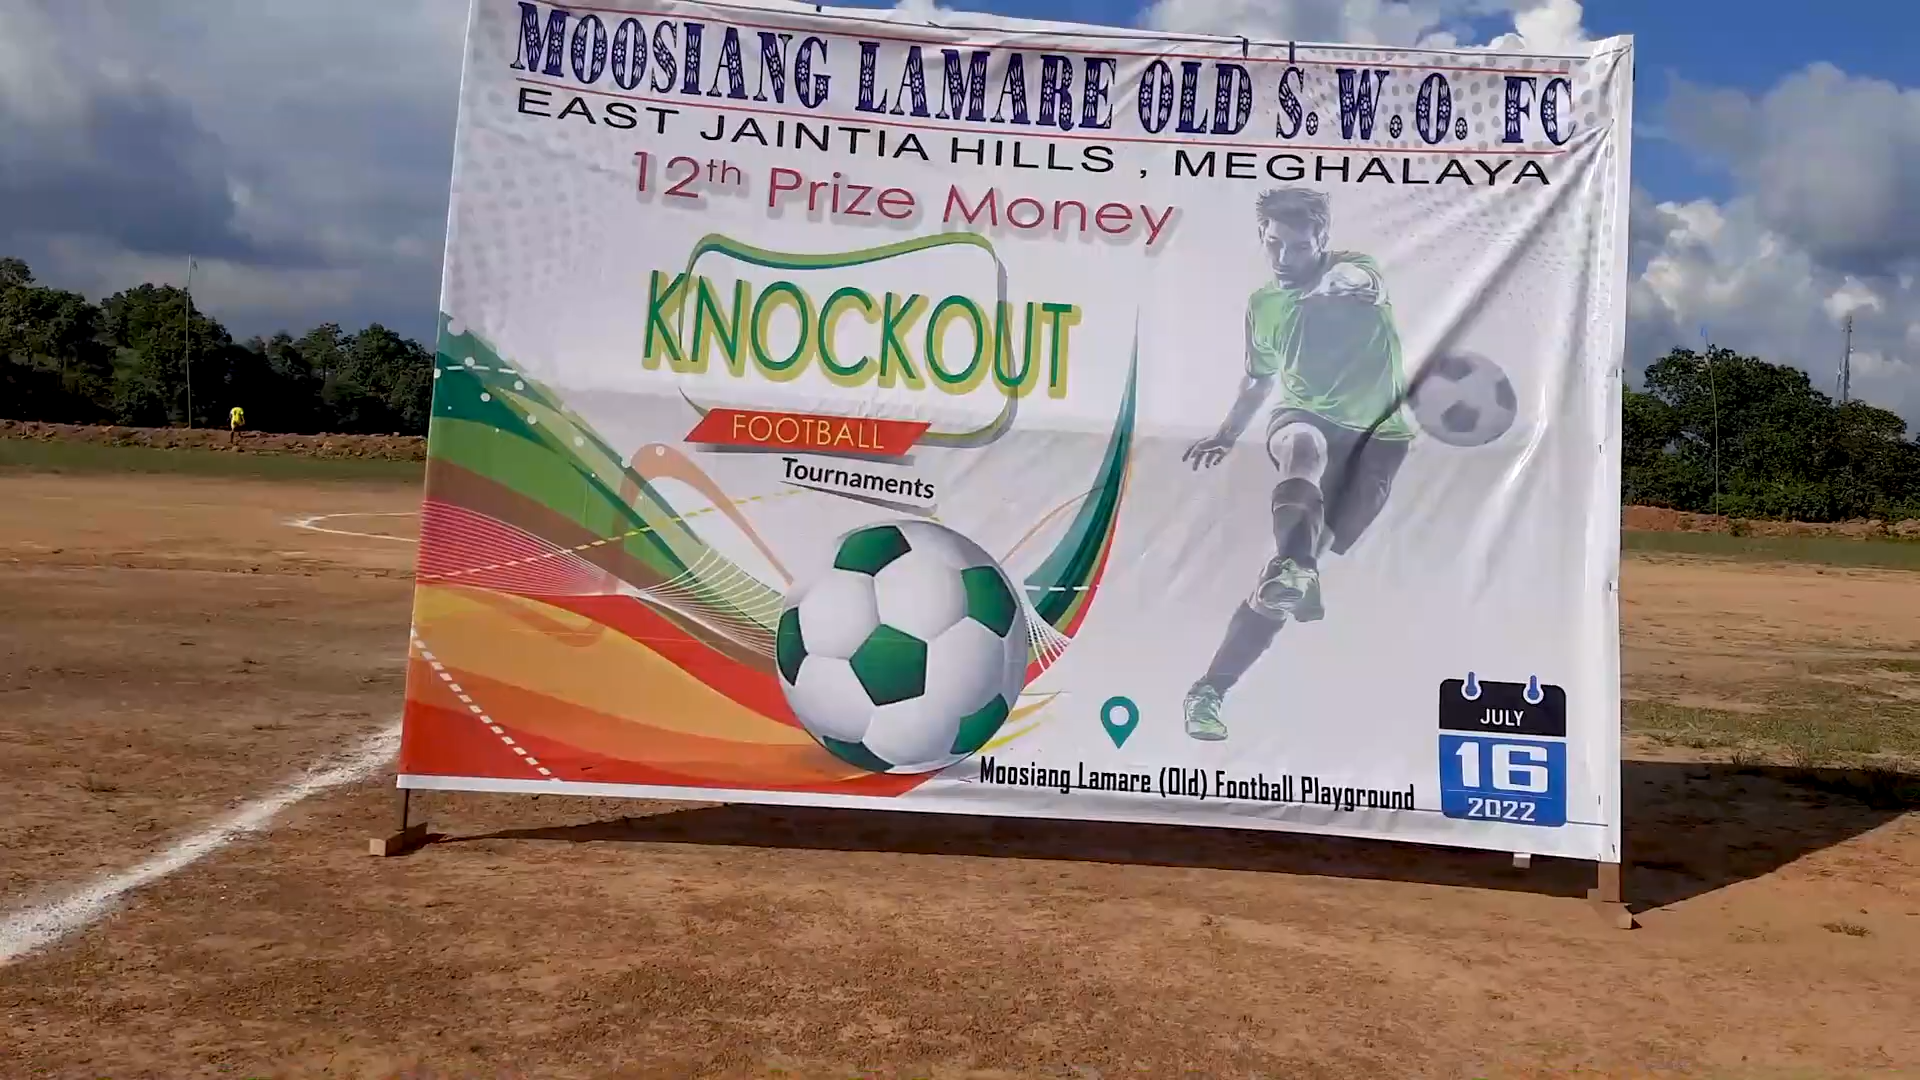 MOOSIANG LAMARE OLD S.W.O. FC
EAST JAINTIA HILLS , MEGHALAYA
12th Prize Money
KNOCKOUT
FOOTBALL
Tournaments
Moosiang Lamare (Old) Football Playground
JULY
16
2022